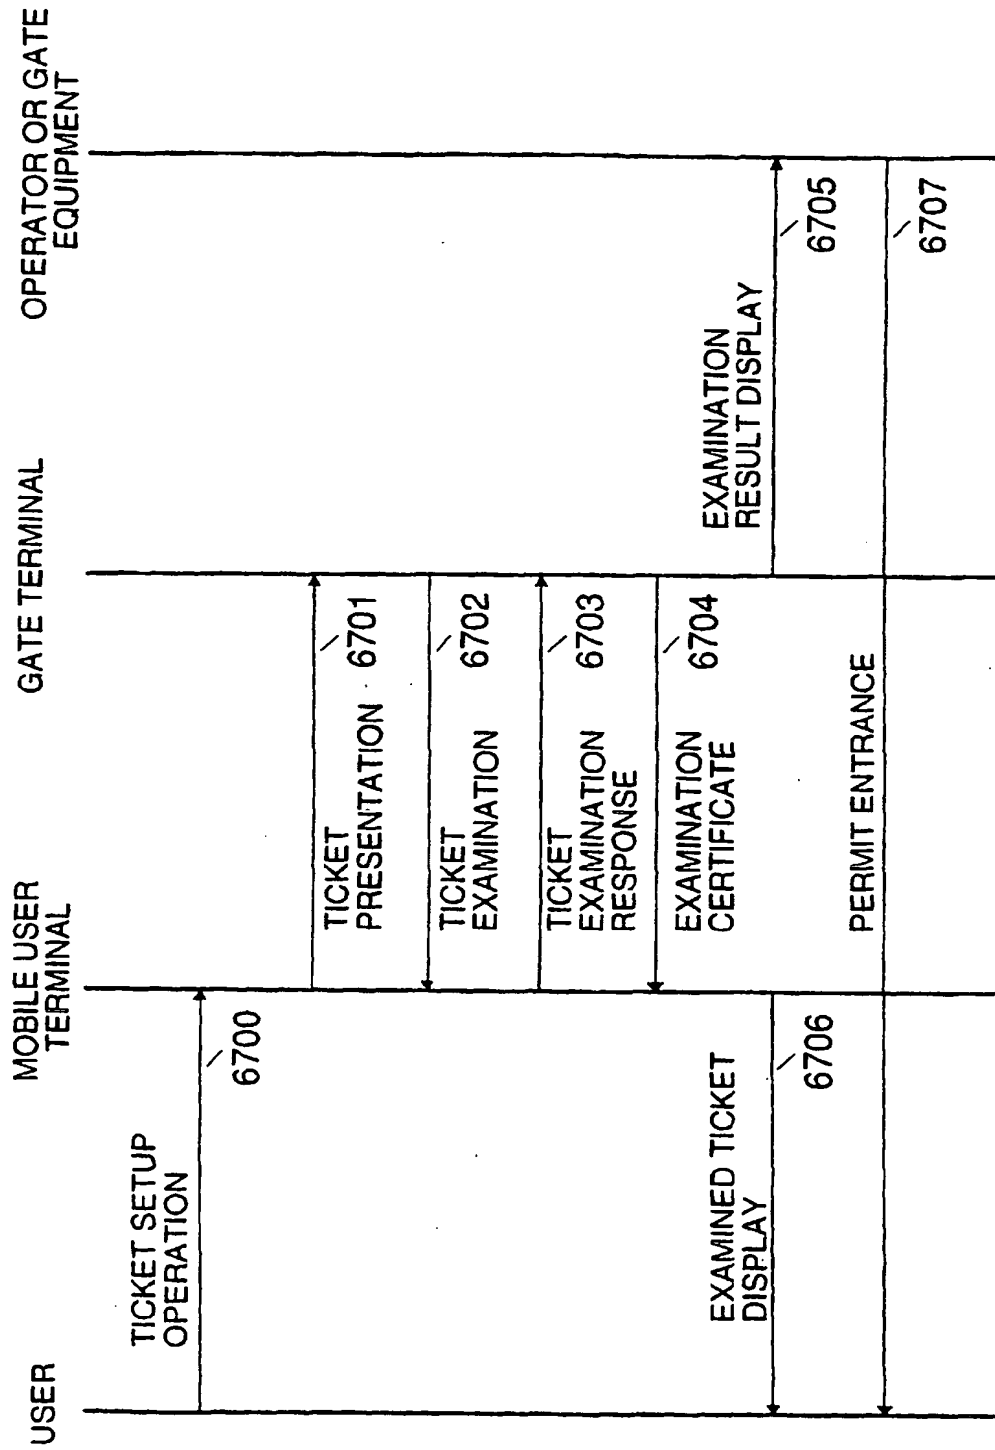 USER
MOBILE USER
TERMINAL
GATE TERMINAL
OPERATOR OR GATE
EQUIPMENT
TICKET SETUP
OPERATION
6700
TICKET
PRESENTATION
6701
TICKET
EXAMINATION
6702
TICKET
EXAMINATION
RESPONSE
6703
EXAMINATION
CERTIFICATE
6704
EXAMINED TICKET
DISPLAY
6706
EXAMINATION
RESULT DISPLAY
6705
PERMIT ENTRANCE
6707